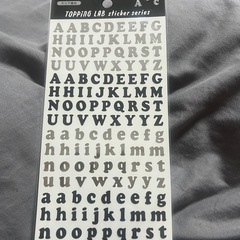 TOPPING LAB sticker series
A A B C D E E F G
H H I I J K L M M
N O O P P Q R S T
U U V W X Y Y Z Z
A A B C D E E F G
H H I I J K L M M
N O O P P Q R S T
U U V W X Y Y Z Z
a a b c d e e f g
h h i i j k l m m
n o o p p q r s t
u u v w x y y z z
a a b c d e e f g
h h i i j k l m m
n o o p p q r s t
u u v w x y y z z